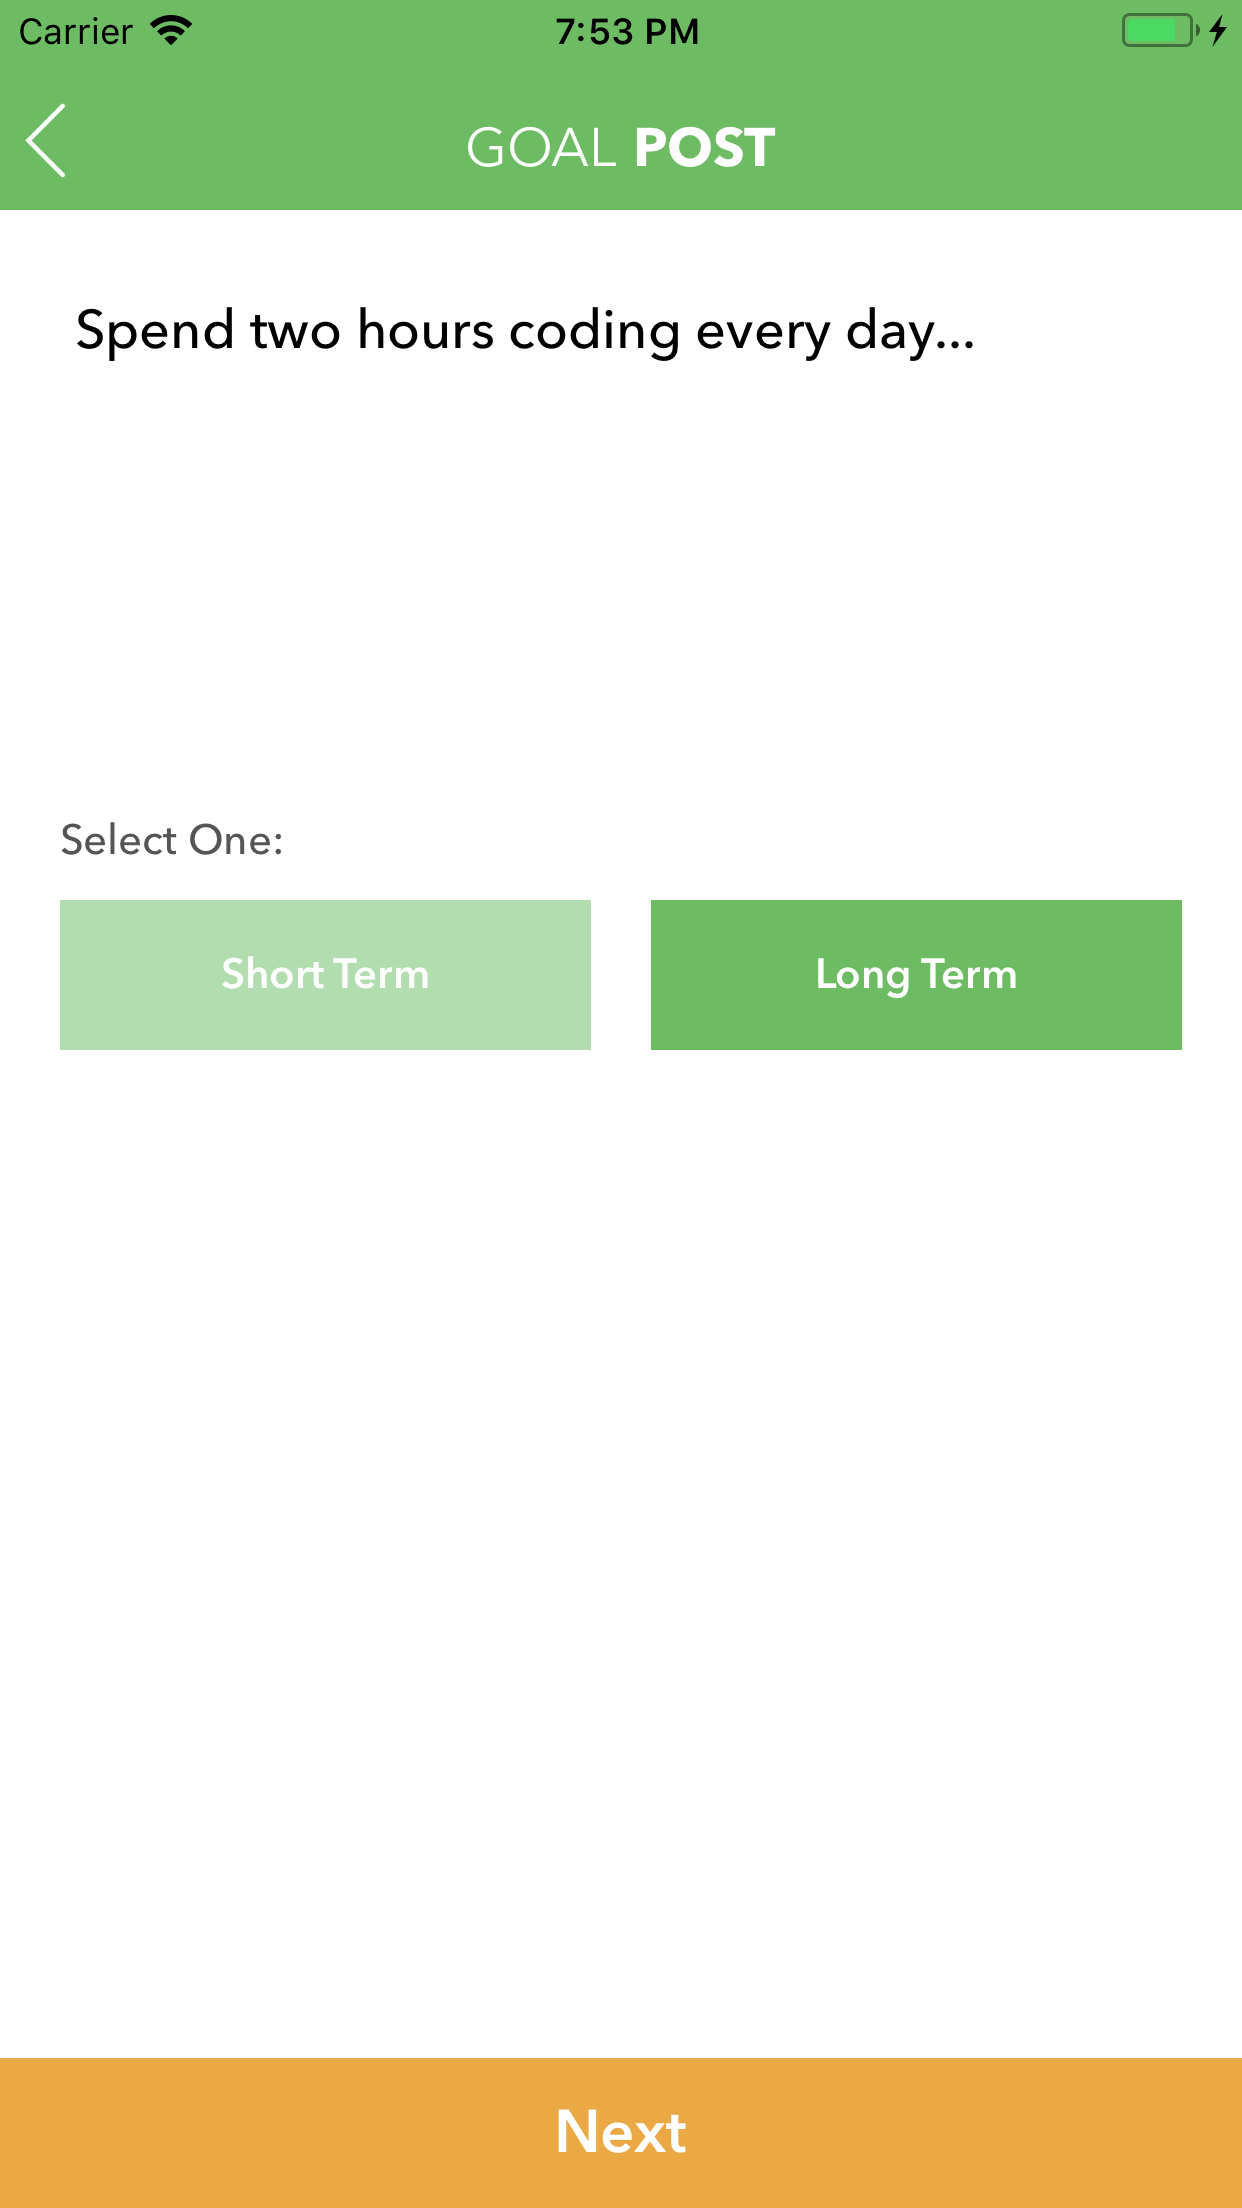 Carrier 7:53 PM
GOAL POST
Spend two hours coding every day...
Select One:
Short Term Long Term
Next